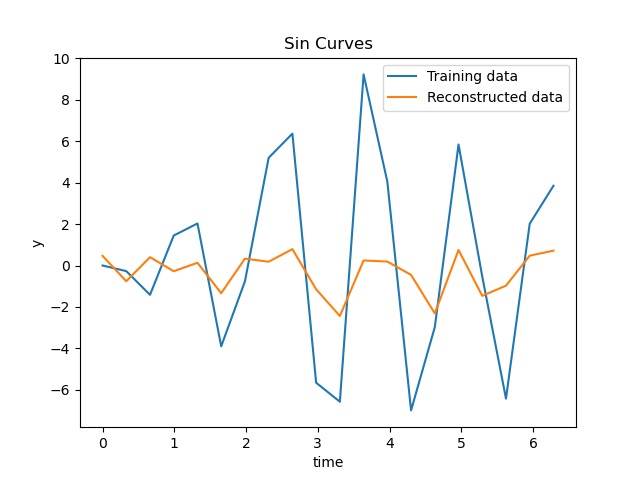 Sin Curves
Training data
Reconstructed data
10
8
6
4
2
0
−2
−4
−6
y
0 1 2 3 4 5 6
time